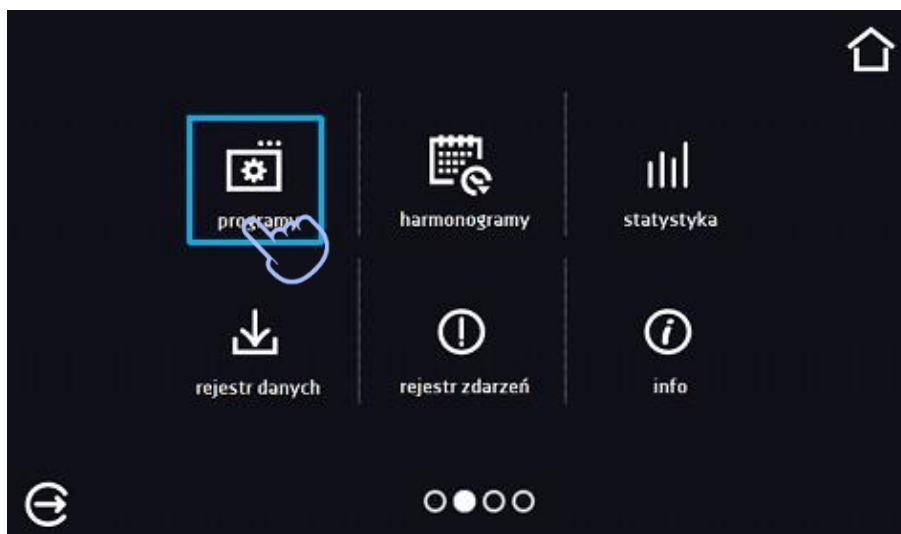 programy
harmonogramy
statystyka
rejestr danych
rejestr zdarzeń
info